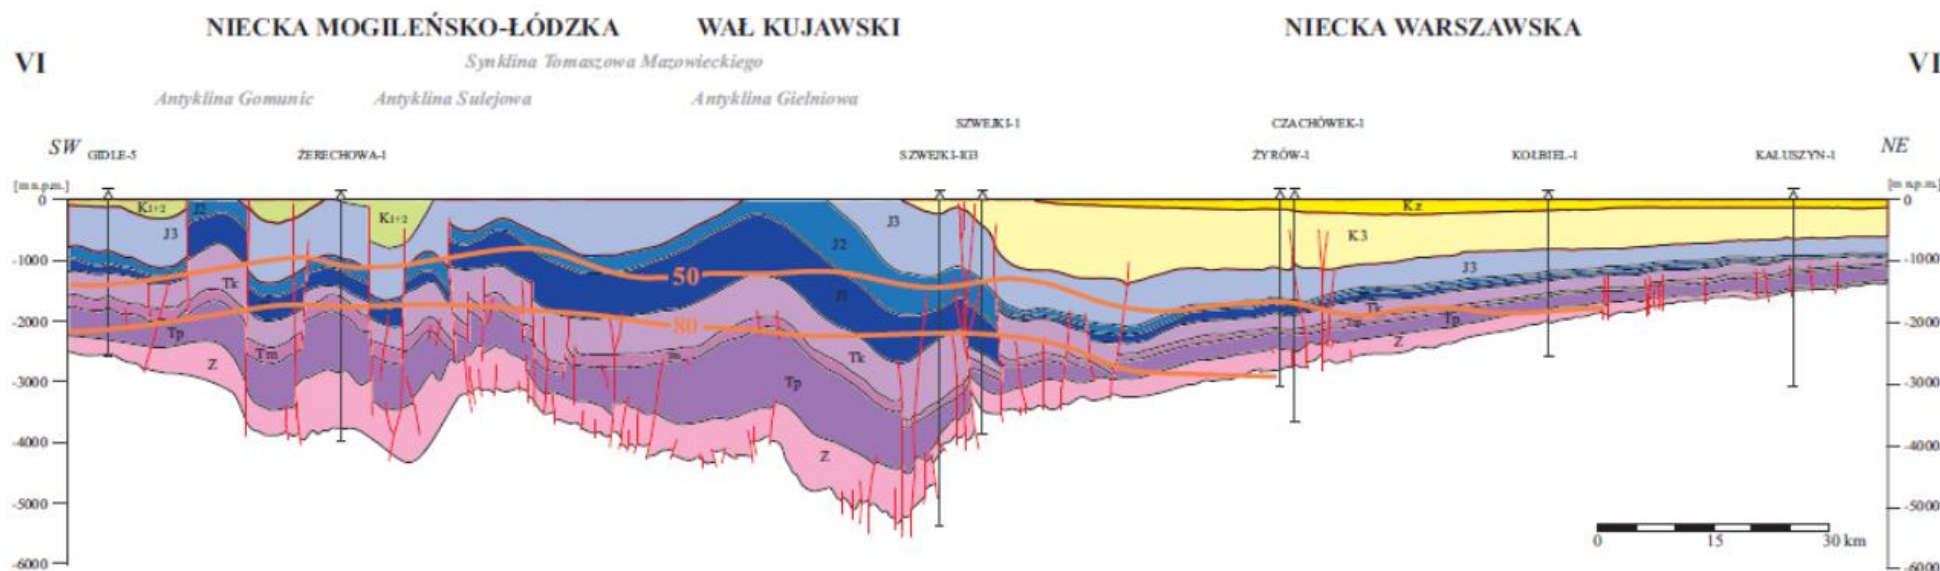 NIECKA MOGILEŃSKO-ŁÓDZKA WAŁ KUJAWSKI NIECKA WARSZAWSKA
VI Synklina Tomaszowa Mazowieckiego VI
Antyklina Gomunic Antyklina Sulejowa Antyklina Gielniowa
SZWEJKI-1 CZACHÓWEK-1
SW GIDLE-5 ŻERECHOWA-1 SZWEJKI-IG3 ŻYRÓW-1 KOŁBIEL-1 KAŁUSZYN-1 NE
[m n.p.m.] [m n.p.m.]
0 K1+2 J2 K1+2 J3 Kz 0
J3 J2 K3
-1000 50 J3 -1000
Tk J1 Tk
-2000 Tp 80 Tp -2000
Z Tm Tk Z
-3000 Tp -3000
-4000 Z -4000
-5000 -5000
0 15 30 km
-6000 -6000